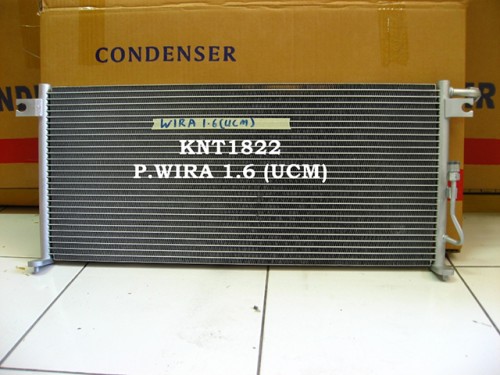 CONDENSER
WIRA 1.6 (UCM)
KNT1822
P.WIRA 1.6 (UCM)